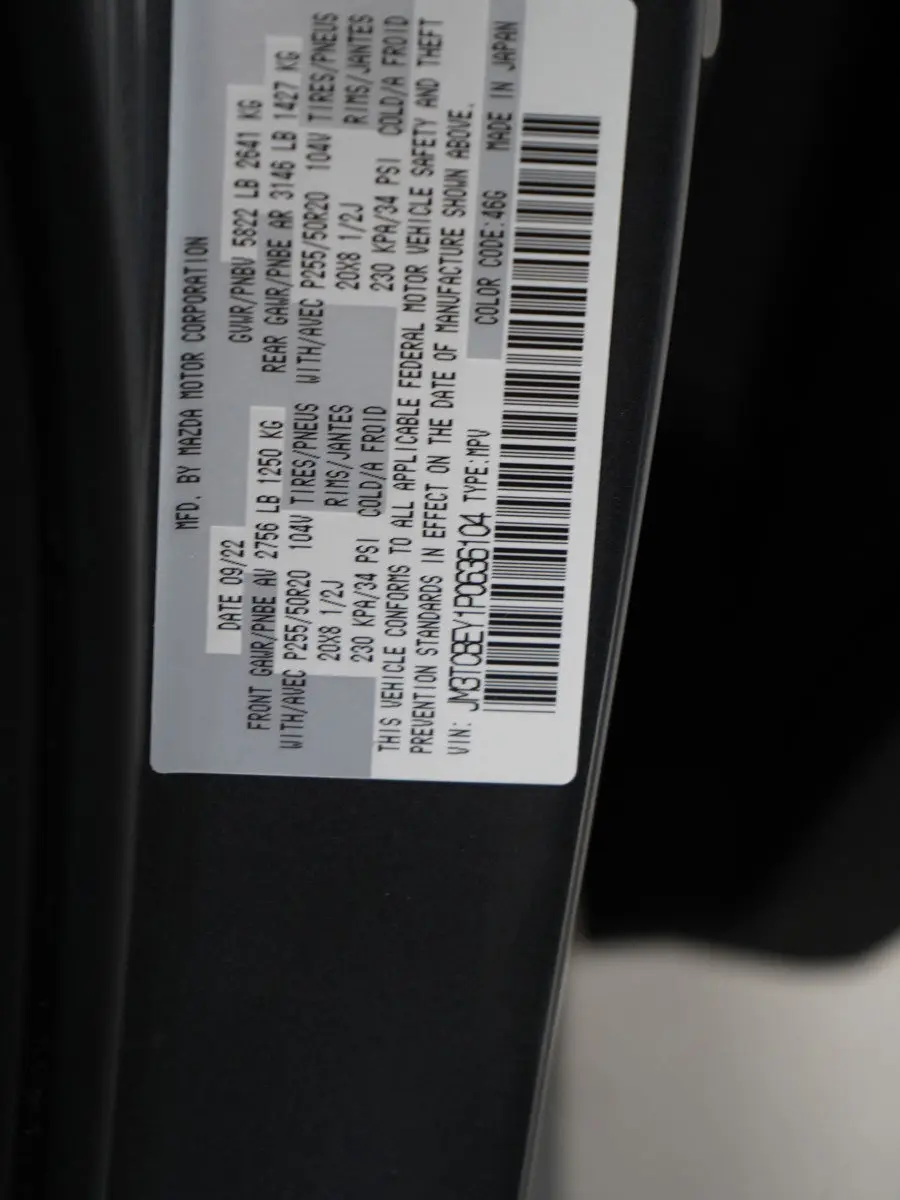 MFD. BY MAZDA MOTOR CORPORATION
DATE 09/22 GVWR/PNBV 5822 LB 2641 KG
FRONT GAWR/PNBE AV 2756 LB 1250 KG REAR GAWR/PNBE AR 3146 LB 1427 KG
WITH/AVEC P255/50R20 104V TIRES/PNEUS WITH/AVEC P255/50R20 104V TIRES/PNEUS
20X8 1/2J RIMS/JANTES 20X8 1/2J RIMS/JANTES
230 KPA/34 PSI COLD/A FROID 230 KPA/34 PSI COLD/A FROID
THIS VEHICLE CONFORMS TO ALL APPLICABLE FEDERAL MOTOR VEHICLE SAFETY AND THEFT
PREVENTION STANDARDS IN EFFECT ON THE DATE OF MANUFACTURE SHOWN ABOVE.
VIN: JM3TCBEY1P0636104 TYPE:MPV COLOR CODE:46G MADE IN JAPAN